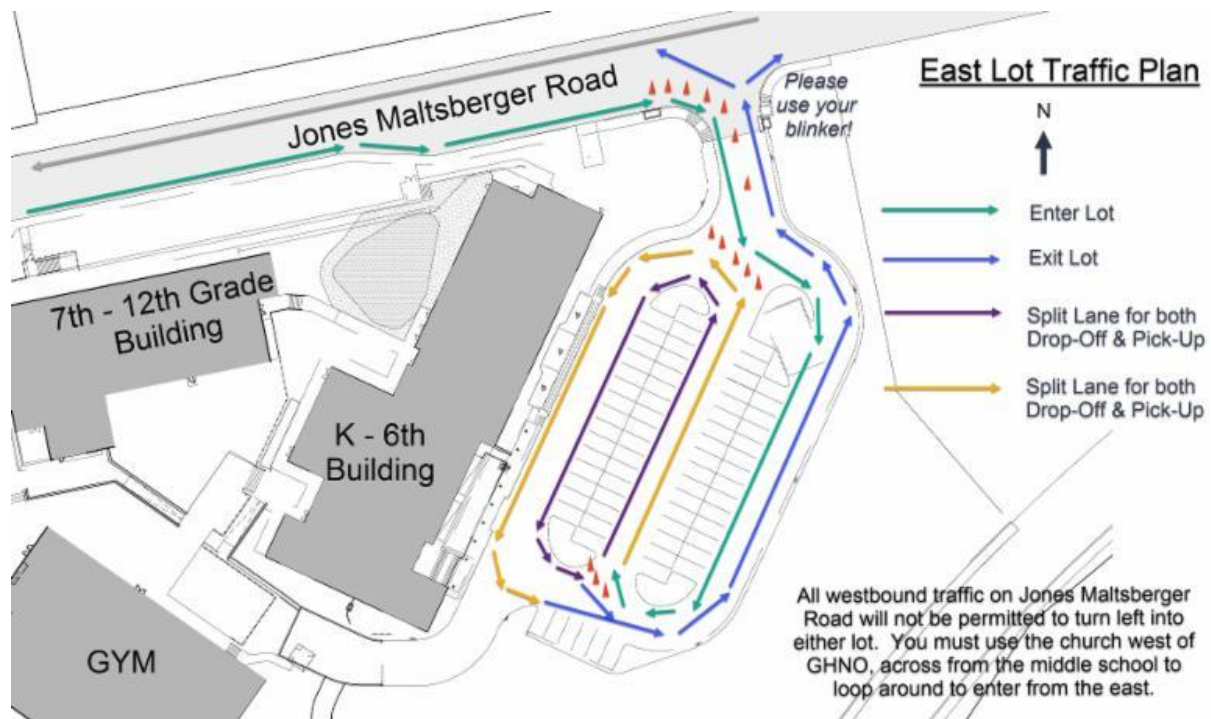 East Lot Traffic Plan
N
Jones Maltsberger Road
Please
use your
blinker!
Enter Lot
Exit Lot
Split Lane for both
Drop-Off & Pick-Up
Split Lane for both
Drop-Off & Pick-Up
7th - 12th Grade
Building
K - 6th
Building
GYM
All westbound traffic on Jones Maltsberger
Road will not be permitted to turn left into
either lot. You must use the church west of
GHNO, across from the middle school to
loop around to enter from the east.